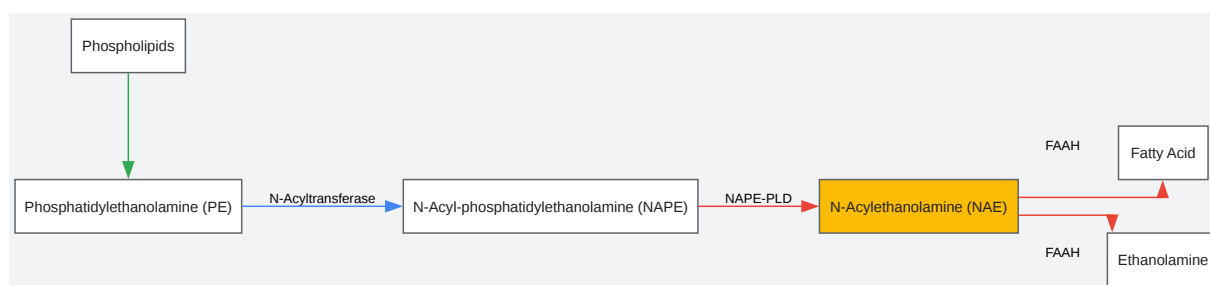 Phospholipids
FAAH
Fatty Acid
Phosphatidylethanolamine (PE)
N-Acyltransferase
N-Acyl-phosphatidylethanolamine (NAPE)
NAPE-PLD
N-Acylethanolamine (NAE)
FAAH
Ethanolamine